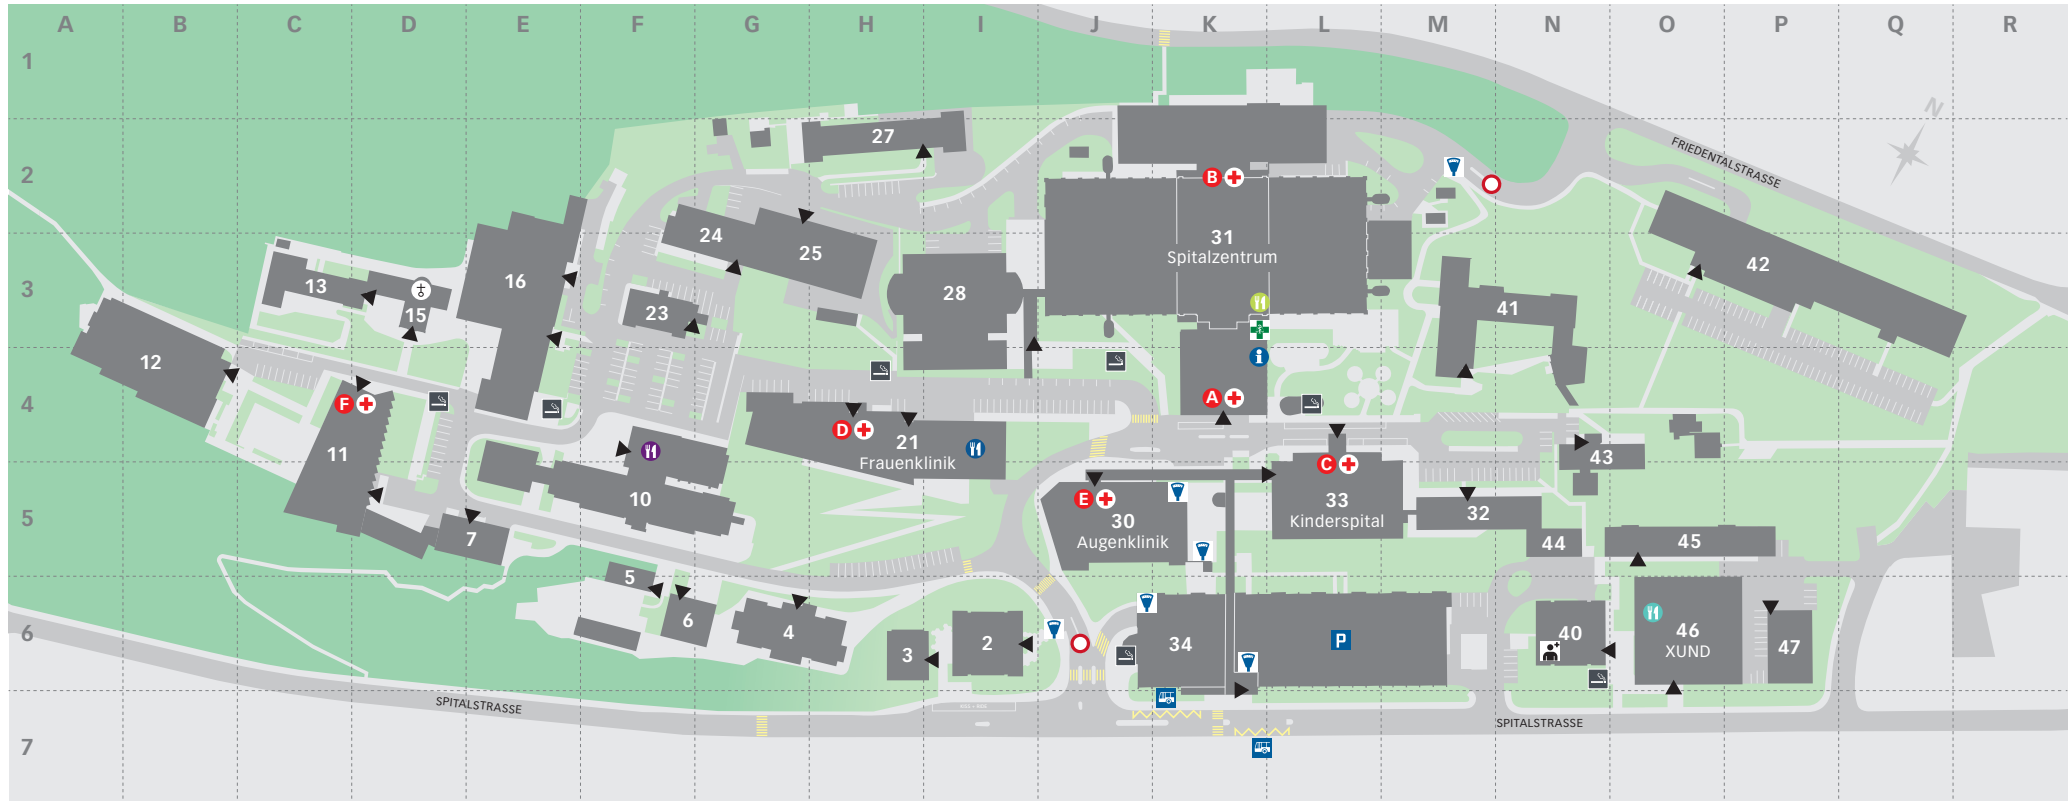 A B C D E F G H I J K L M N O P Q R
1
N
27
FRIEDENTALSTRASSE
2
B
24
25
31
Spitalzentrum
42
16
13
28
3
15
23
41
i
12
A
4
F
D
21
Frauenklinik
11
43
C
10
E
33
Kinderspital
32
5
30
Augenklinik
7
44
45
5
6
4
6
3
2
34
P
40
46
XUND
47
SPITALSTRASSE
SPITALSTRASSE
7